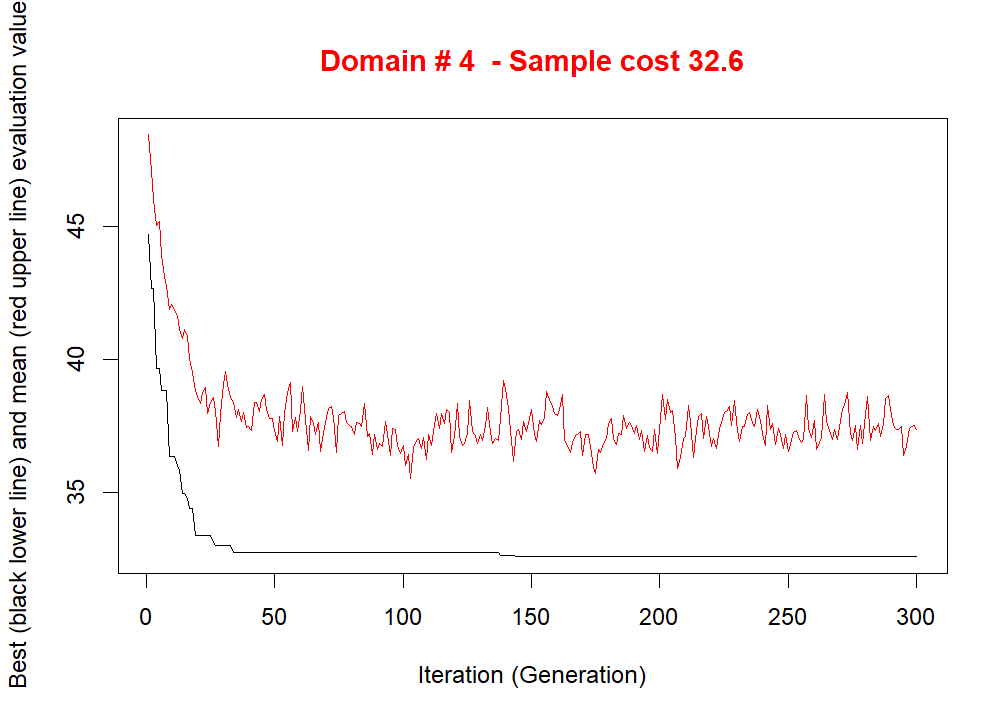 Domain # 4  - Sample cost 32.6
Best (black lower line) and mean (red upper line) evaluation value
45
40
35
0 50 100 150 200 250 300
Iteration (Generation)